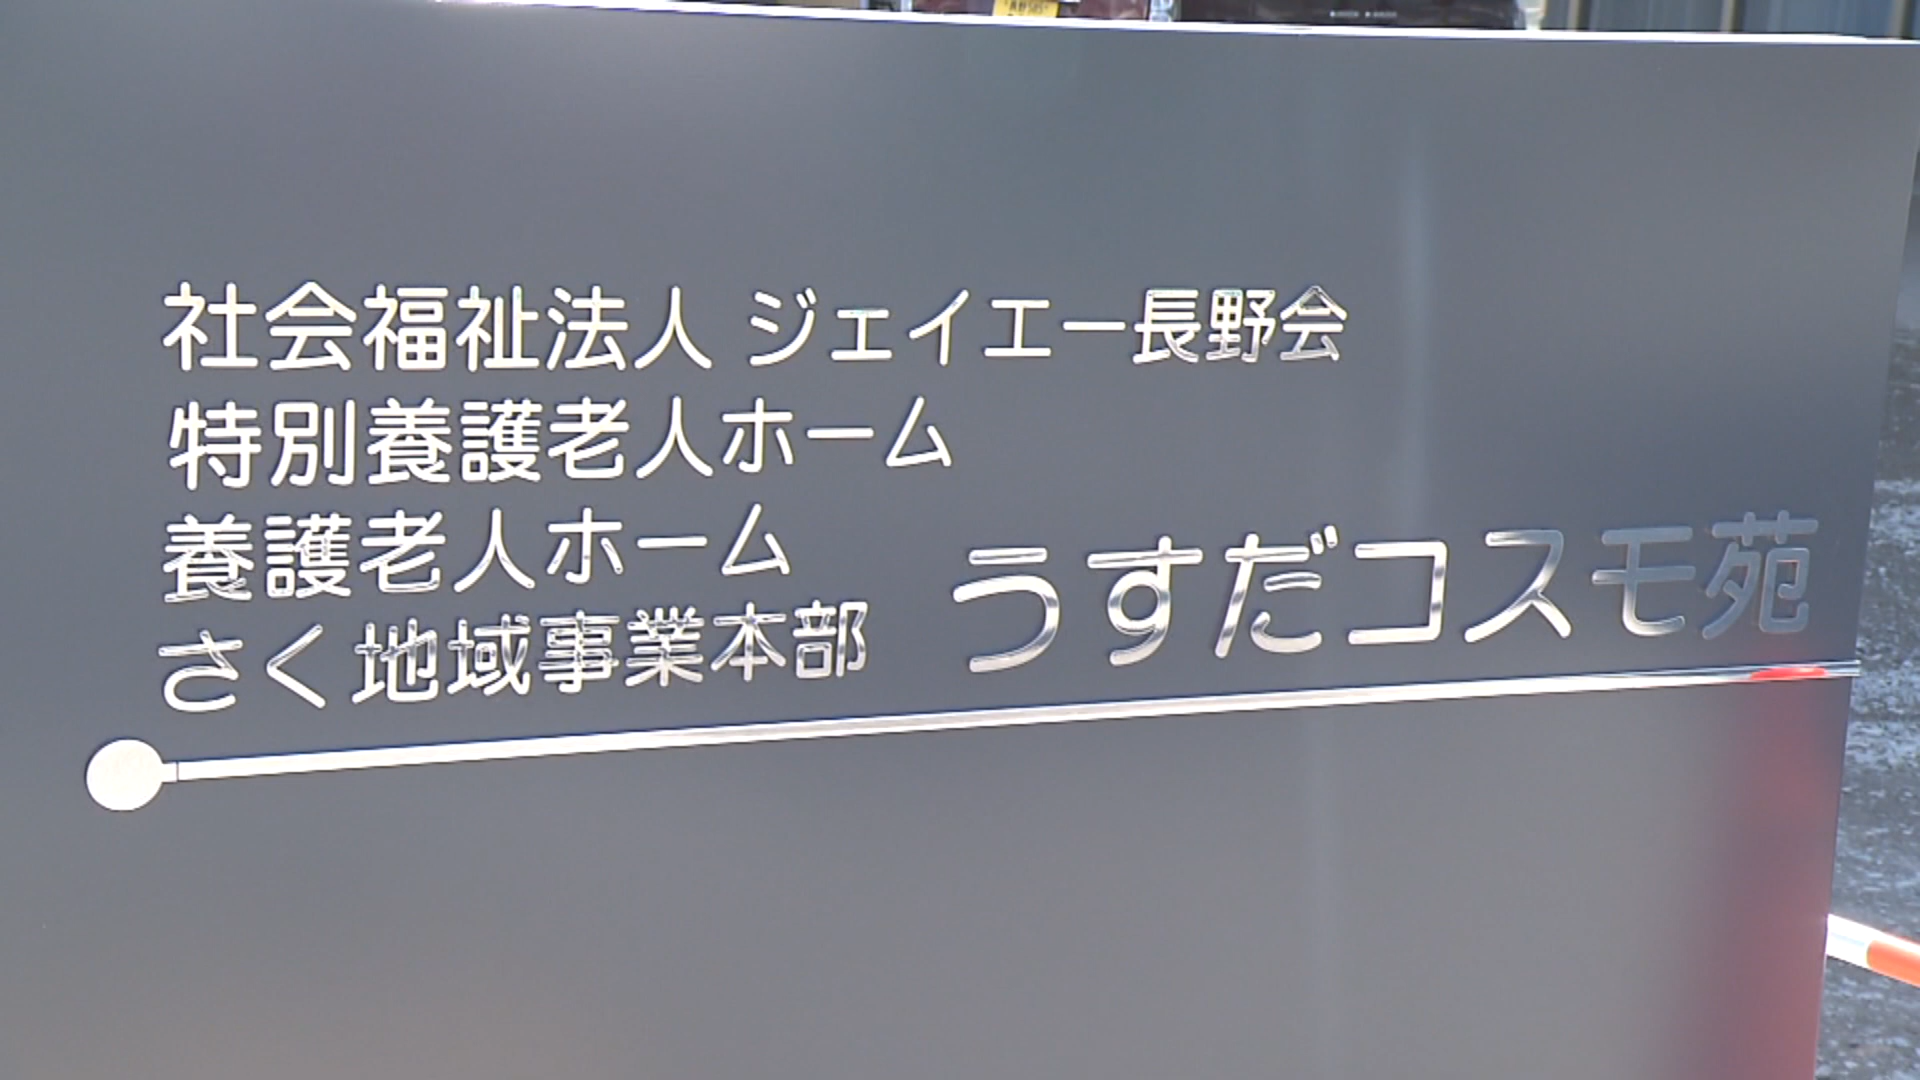 社会福祉法人 ジェイエー長野会
特別養護老人ホーム
養護老人ホーム
さく地域事業本部
うすだコスモ苑